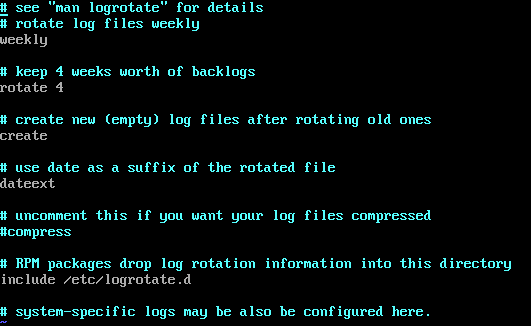 # see "man logrotate" for details
# rotate log files weekly
weekly
# keep 4 weeks worth of backlogs
rotate 4
# create new (empty) log files after rotating old ones
create
# use date as a suffix of the rotated file
dateext
# uncomment this if you want your log files compressed
#compress
# RPM packages drop log rotation information into this directory
include /etc/logrotate.d
# system-specific logs may be also be configured here.
~